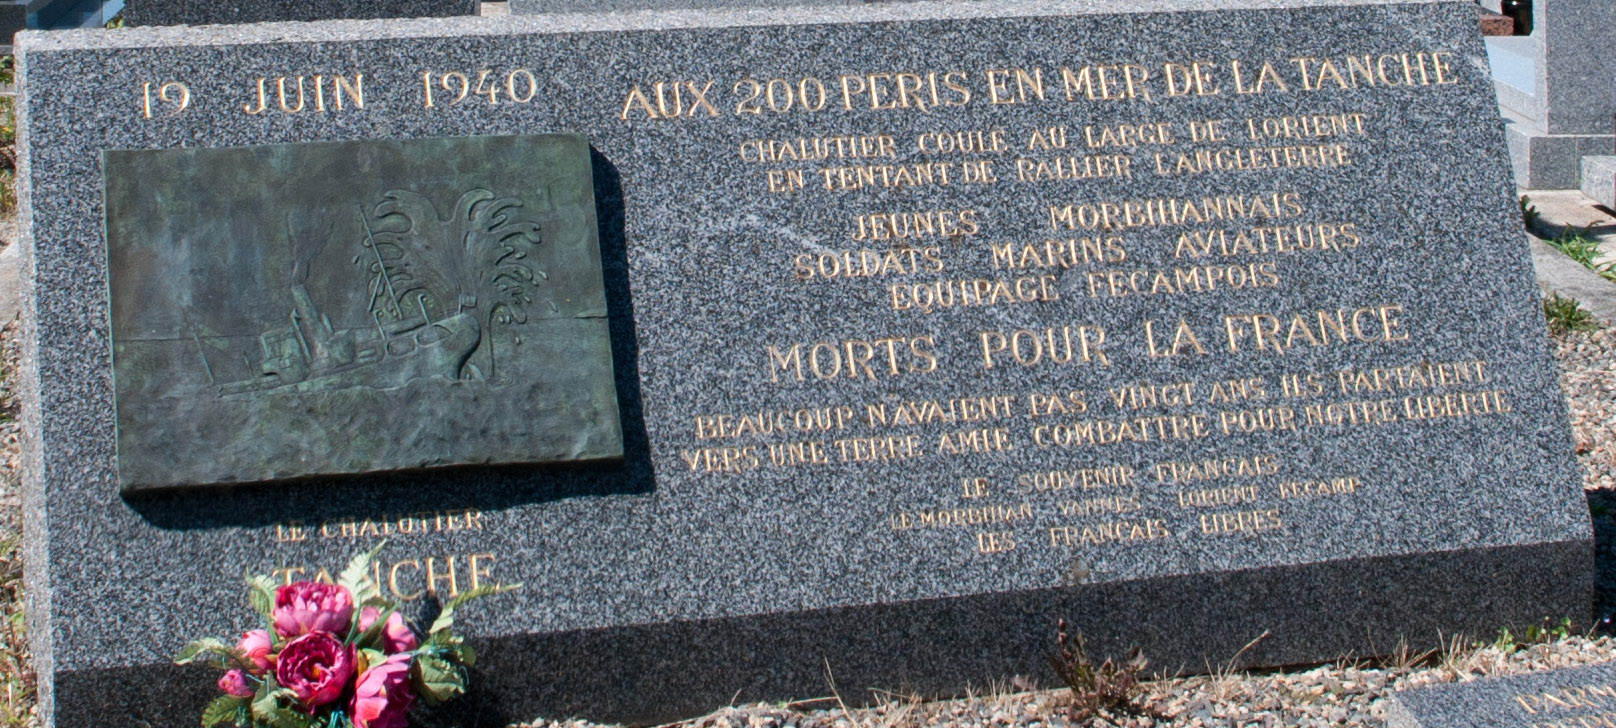 19 JUIN 1940
AUX 200 PERIS EN MER DE LA TANCHE
CHALUTIER COULE AU LARGE DE LORIENT
EN TENTANT DE RALLIER L'ANGLETERRE
JEUNES MORBIHANNAIS
SOLDATS MARINS AVIATEURS
EQUIPAGE FECAMPOIS
MORTS POUR LA FRANCE
BEAUCOUP N'AVAIENT PAS VINGT ANS ILS PARTAIENT
VERS UNE TERRE AMIE COMBATTRE POUR NOTRE LIBERTE
LE SOUVENIR FRANCAIS
LE MORBIHAN VANNES LORIENT FECAMP
LES FRANCAIS LIBRES
LE CHALUTIER
TANCHE